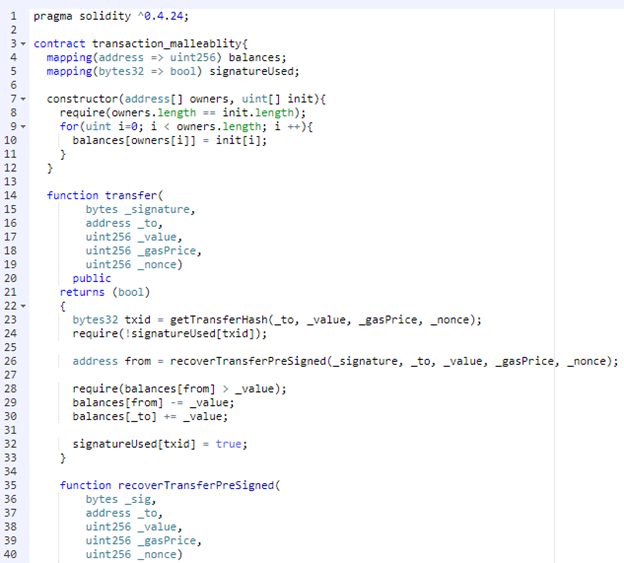 1 pragma solidity ^0.4.24;
2
3 contract transaction_malleablity{
4 mapping(address => uint256) balances;
5 mapping(bytes32 => bool) signatureUsed;
6
7 constructor(address[] owners, uint[] init){
8 require(owners.length == init.length);
9 for(uint i=0; i < owners.length; i ++){
10 balances[owners[i]] = init[i];
11 }
12 }
13
14 function transfer(
15 bytes _signature,
16 address _to,
17 uint256 _value,
18 uint256 _gasPrice,
19 uint256 _nonce)
20 public
21 returns (bool)
22 {
23 bytes32 txid = getTransferHash(_to, _value, _gasPrice, _nonce);
24 require(!signatureUsed[txid]);
25
26 address from = recoverTransferPreSigned(_signature, _to, _value, _gasPrice, _nonce);
27
28 require(balances[from] > _value);
29 balances[from] -= _value;
30 balances[_to] += _value;
31
32 signatureUsed[txid] = true;
33 }
34
35 function recoverTransferPreSigned(
36 bytes _sig,
37 address _to,
38 uint256 _value,
39 uint256 _gasPrice,
40 uint256 _nonce)